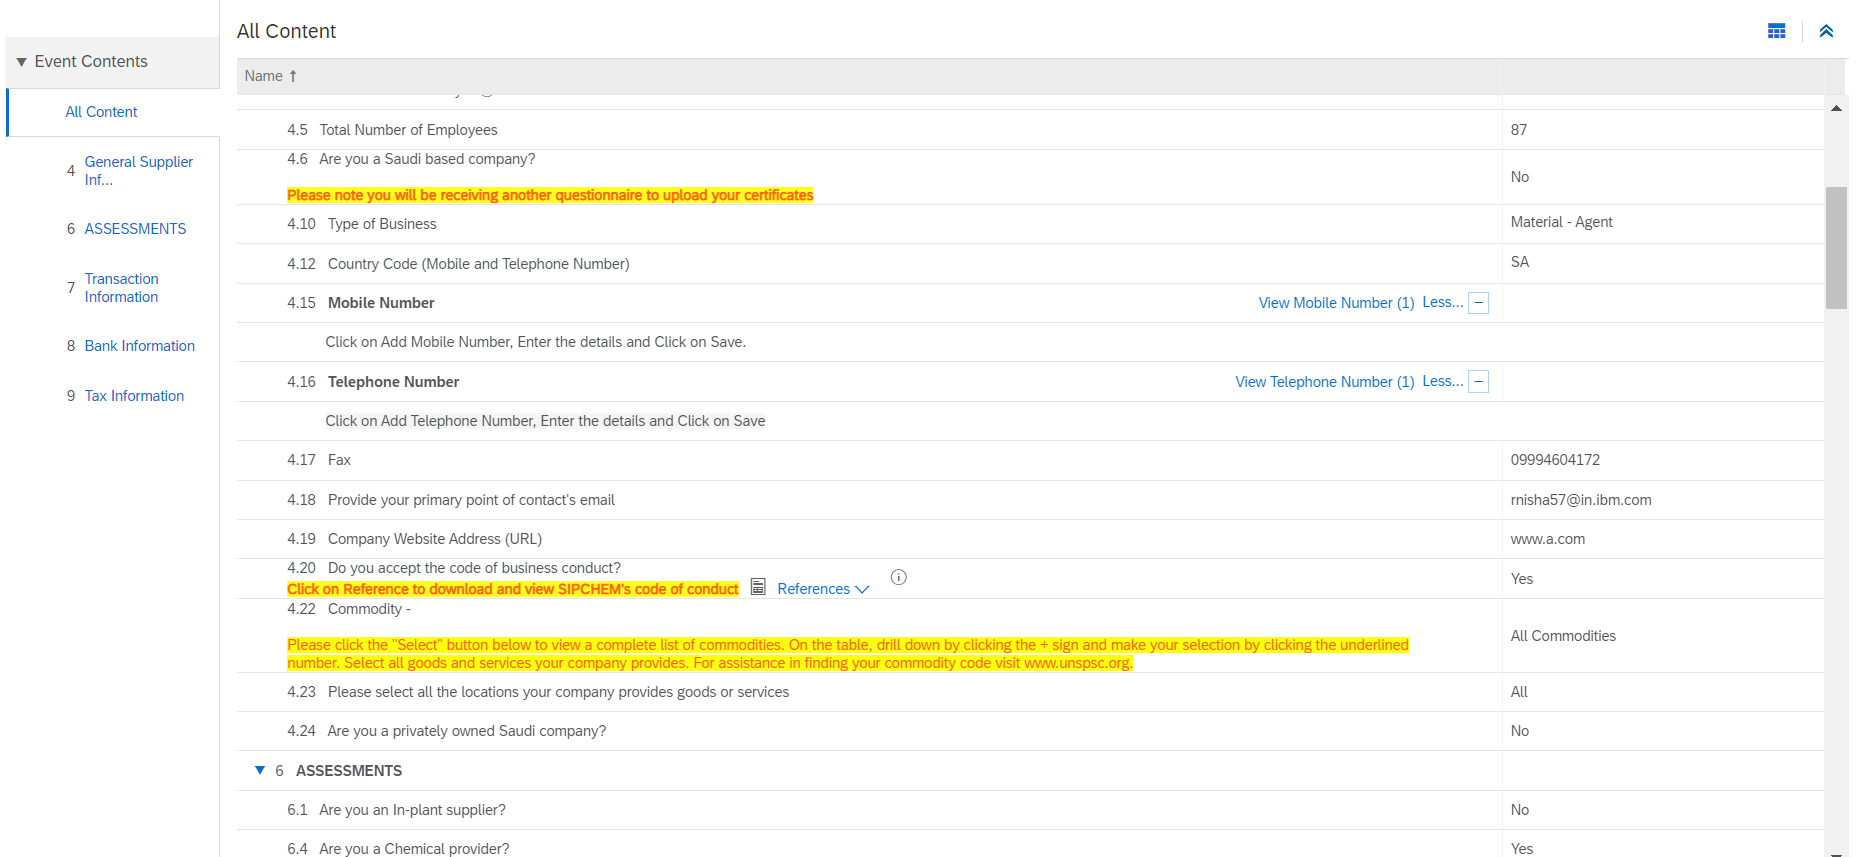 All Content
▼ Event Contents
Name ↑
All Content
4 General Supplier
Inf...
6 ASSESSMENTS
7 Transaction
Information
8 Bank Information
9 Tax Information
4.5 Total Number of Employees 87
4.6 Are you a Saudi based company?
No
Please note you will be receiving another questionnaire to upload your certificates
4.10 Type of Business Material - Agent
4.12 Country Code (Mobile and Telephone Number) SA
4.15 Mobile Number View Mobile Number (1) Less... −
Click on Add Mobile Number, Enter the details and Click on Save.
4.16 Telephone Number View Telephone Number (1) Less... −
Click on Add Telephone Number, Enter the details and Click on Save
4.17 Fax 09994604172
4.18 Provide your primary point of contact's email rnisha57@in.ibm.com
4.19 Company Website Address (URL) www.a.com
4.20 Do you accept the code of business conduct?
Yes
Click on Reference to download and view SIPCHEM's code of conduct References
4.22 Commodity -
All Commodities
Please click the "Select" button below to view a complete list of commodities. On the table, drill down by clicking the + sign and make your selection by clicking the underlined
number. Select all goods and services your company provides. For assistance in finding your commodity code visit www.unspsc.org.
4.23 Please select all the locations your company provides goods or services All
4.24 Are you a privately owned Saudi company? No
▼ 6 ASSESSMENTS
6.1 Are you an In-plant supplier? No
6.4 Are you a Chemical provider? Yes